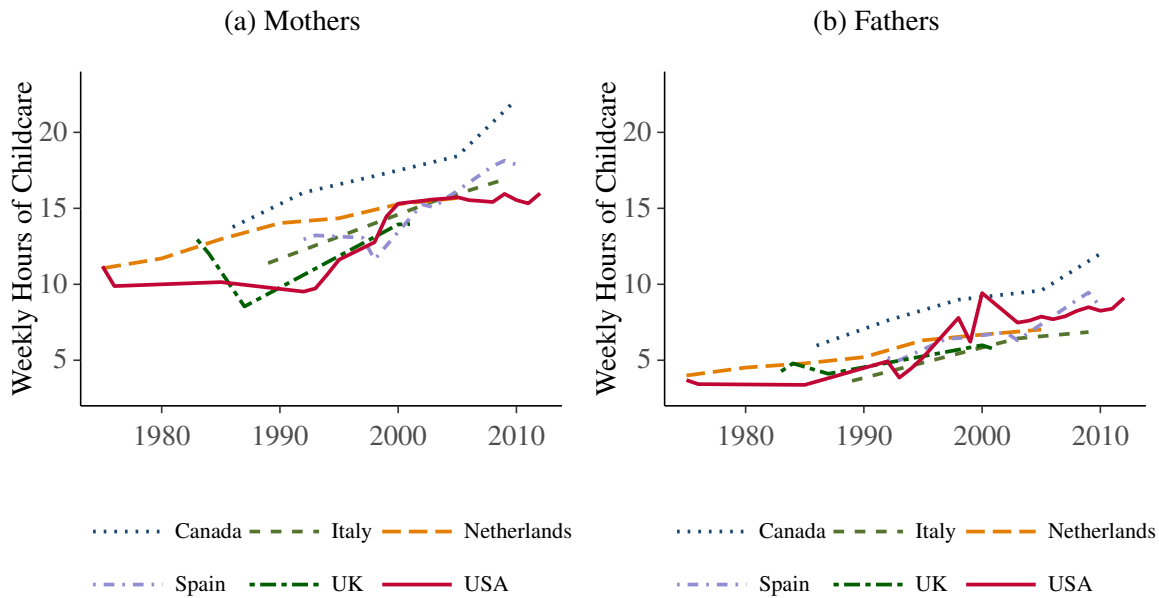 (a) Mothers
Weekly Hours of Childcare
20
15
10
5
1980 1990 2000 2010
Canada Italy Netherlands
Spain UK USA
(b) Fathers
Weekly Hours of Childcare
20
15
10
5
1980 1990 2000 2010
Canada Italy Netherlands
Spain UK USA